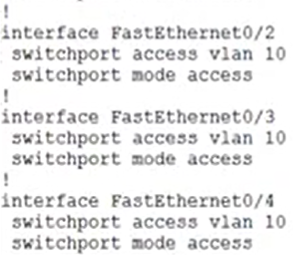 !
interface FastEthernet0/2
 switchport access vlan 10
 switchport mode access
!
interface FastEthernet0/3
 switchport access vlan 10
 switchport mode access
!
interface FastEthernet0/4
 switchport access vlan 10
 switchport mode access